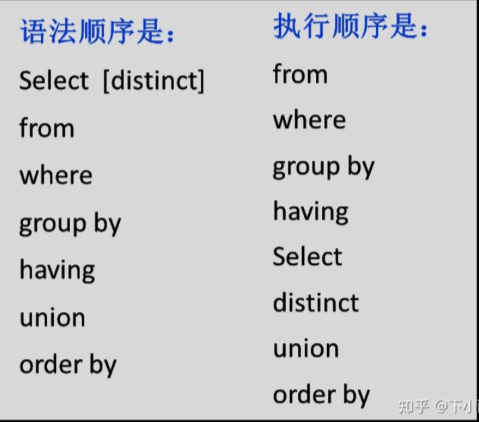 语法顺序是：
Select [distinct]
from
where
group by
having
union
order by
执行顺序是：
from
where
group by
having
Select
distinct
union
order by
知乎 @下小